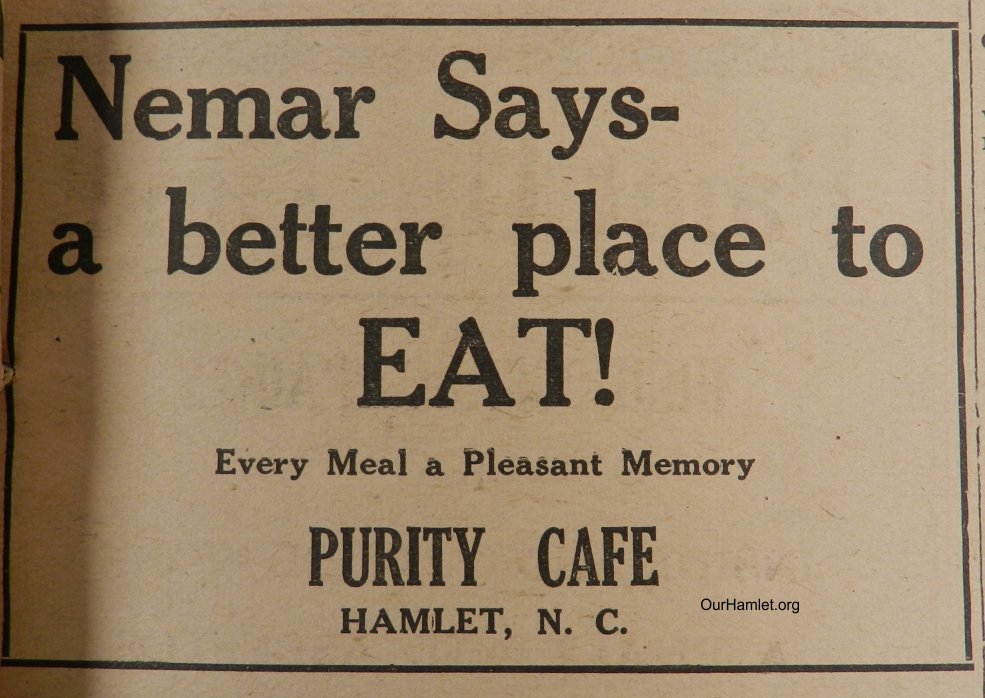 Nemar Says-
a better place to
EAT!
Every Meal a Pleasant Memory
PURITY CAFE
OurHamlet.org
HAMLET, N. C.